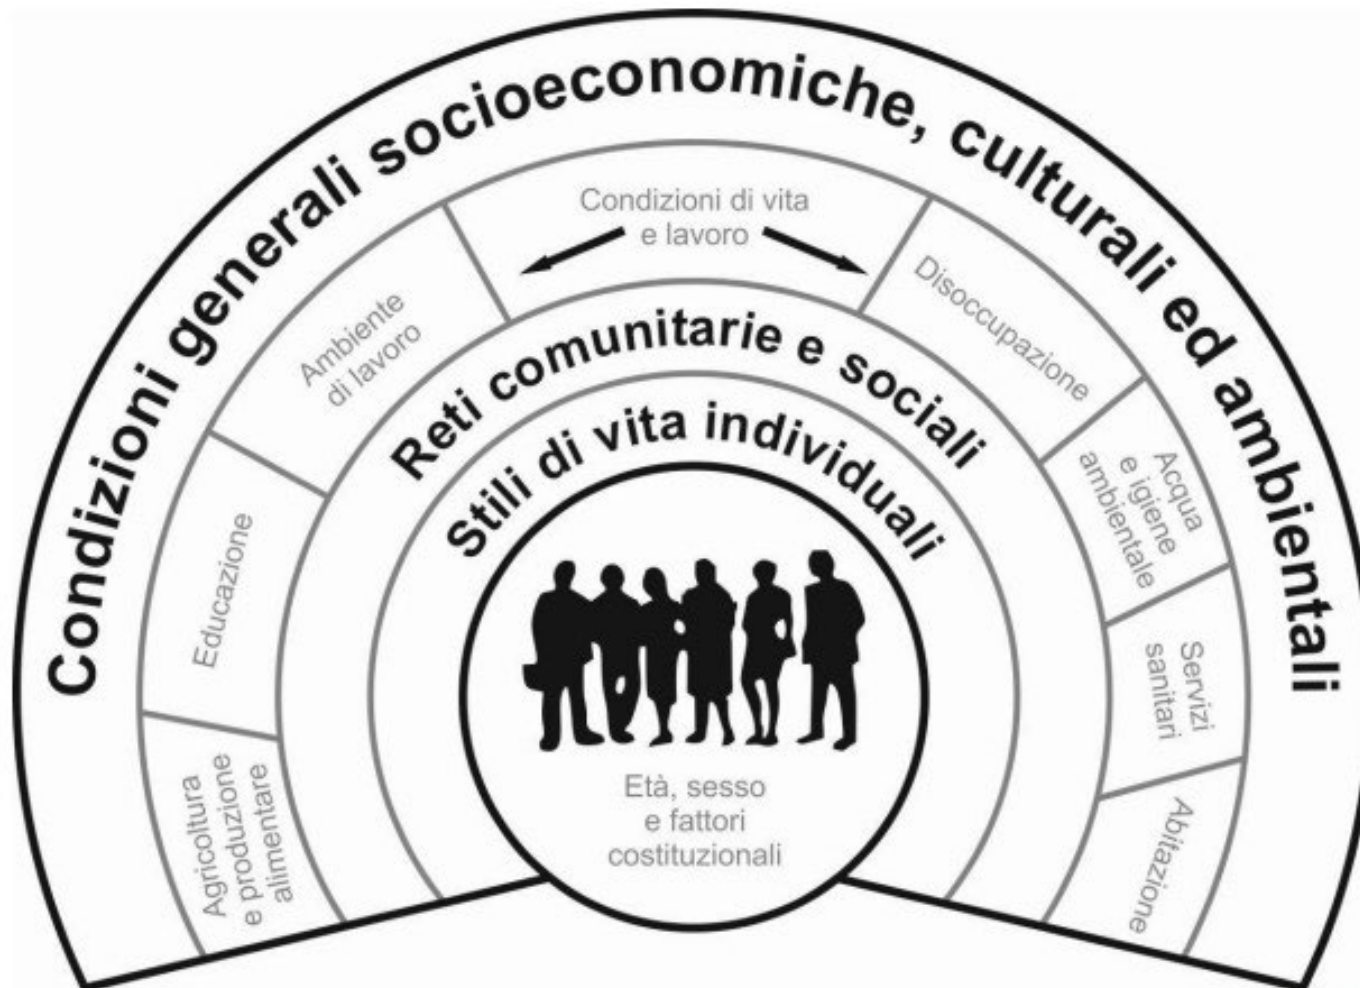 Condizioni generali socioeconomiche, culturali ed ambientali
Condizioni di vita
e lavoro
Agricoltura
e produzione
alimentare
Educazione
Ambiente
di lavoro
Disoccupazione
Acqua
e igiene
ambientale
Servizi
sanitari
Abitazione
Reti comunitarie e sociali
Stili di vita individuali
Età, sesso
e fattori
costituzionali